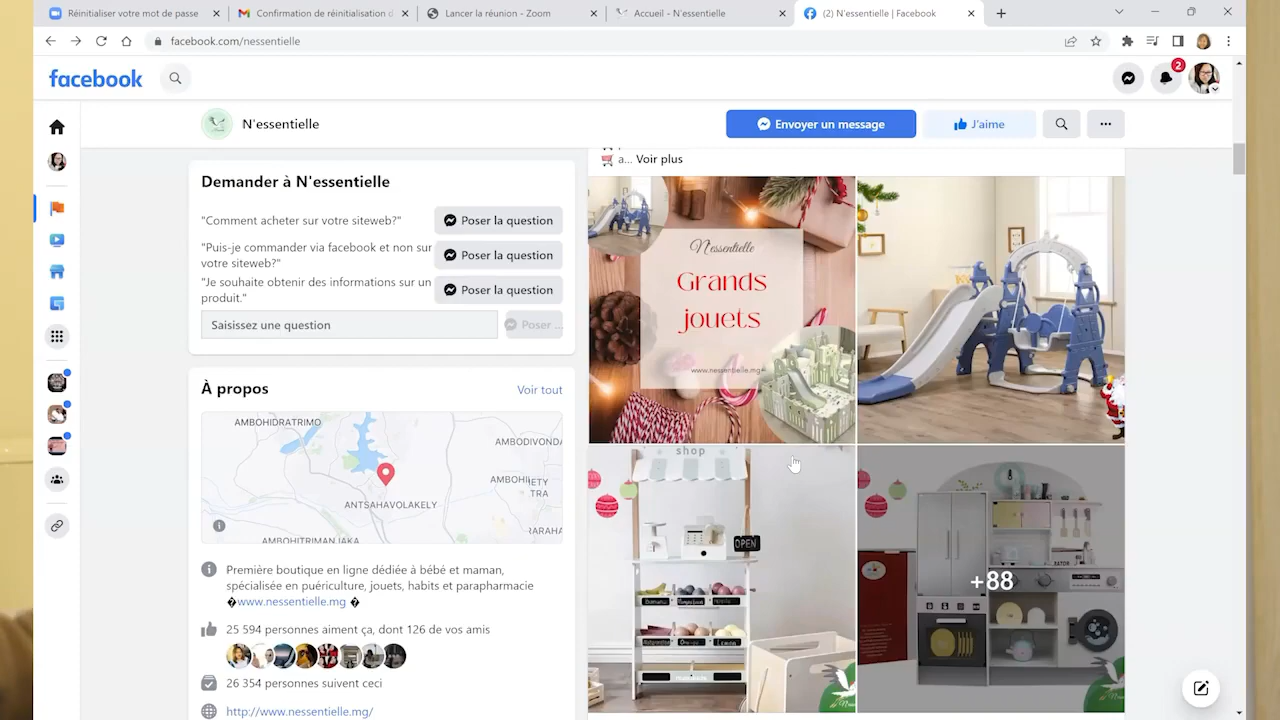 Réinitialiser votre mot de passe
Confirmation de réinitialisation d
Lancer la réunion - Zoom
Accueil - N'essentielle
(2) N'essentielle | Facebook
facebook.com/nessentielle
facebook
2
N'essentielle
Envoyer un message
J'aime
a... Voir plus
Demander à N'essentielle
"Comment acheter sur votre siteweb?"
Poser la question
"Puis-je commander via facebook et non sur
votre siteweb?"
Poser la question
"Je souhaite obtenir des informations sur un
produit."
Poser la question
Saisissez une question
Poser ...
À propos
Voir tout
AMBOHIDRATRIMO
AMBODIVONDA
ANTSAHAVOLAKELY
N'essentielle
Grands
jouets
www.nessentielle.mg
shop
OPEN
+88
Première boutique en ligne dédiée à bébé et maman,
spécialisée en puériculture, jouets, habits et parapharmacie
�www.nessentielle.mg �
25 594 personnes aiment ça, dont 126 de vos amis
26 354 personnes suivent ceci
http://www.nessentielle.mg/